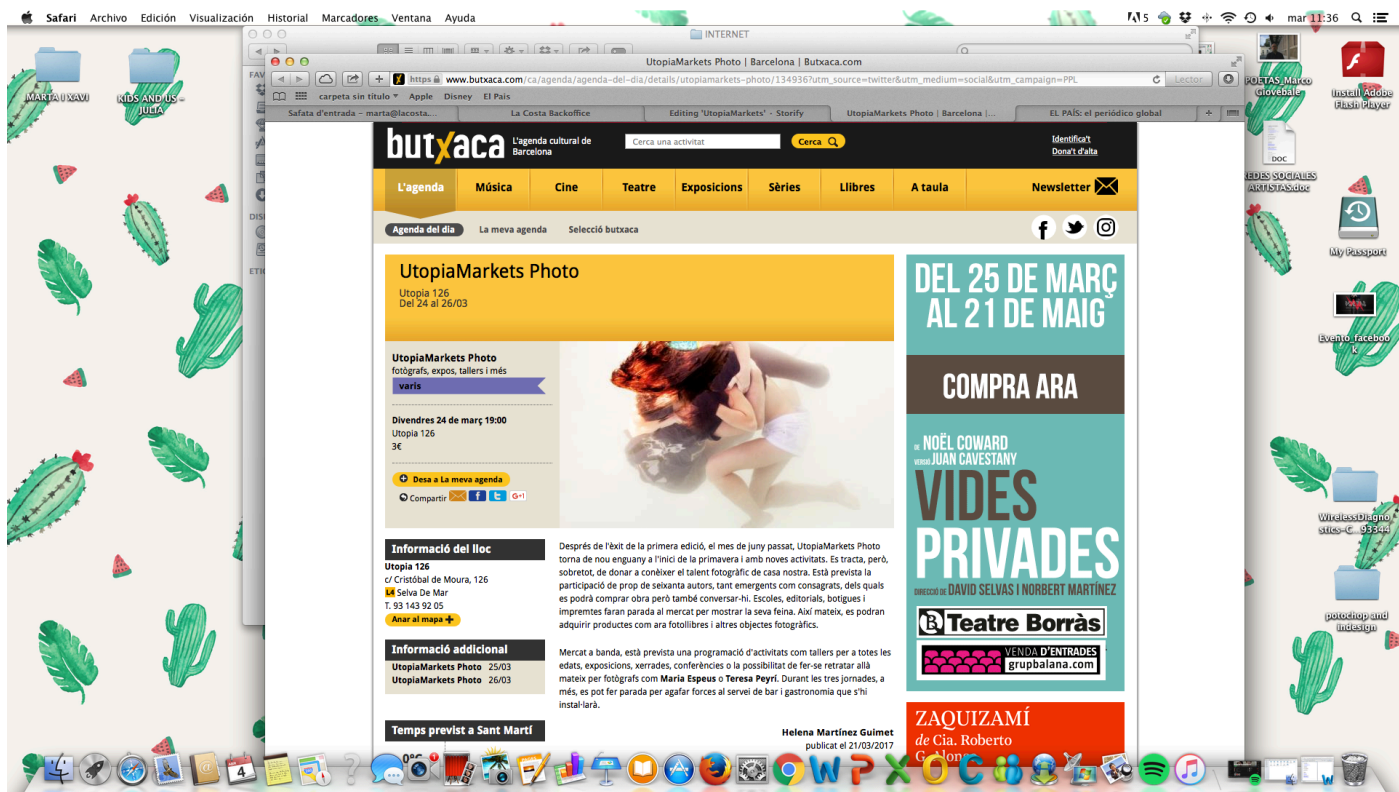 Safari Archivo Edición Visualización Historial Marcadores Ventana Ayuda
5 mar 11:36
INTERNET
UtopiaMarkets Photo | Barcelona | Butxaca.com
https www.butxaca.com/ca/agenda/agenda-del-dia/details/utopiamarkets-photo/134936?utm_source=twitter&utm_medium=social&utm_campaign=PPL
Lector
carpeta sin título Apple Disney El País
Safata d'entrada – marta@lacosta....
La Costa Backoffice
Editing 'UtopiaMarkets' · Storify
UtopiaMarkets Photo | Barcelona |...
EL PAÍS: el periódico global
FAV
DIS
ETI
MARTA I XAVI
KIDS AND US - JULIA
POETAS_Marco
Giovebale
Install Adobe
Flash Player
DOC
REDES SOCIALES
ARTISTAS.doc
My Passport
Evento_faceboo
k
WirelessDiagno
stics-C...93344
potochop and
indesign
butxaca
L'agenda cultural de
Barcelona
Cerca una activitat
Cerca
Identifica't
Dona't d'alta
L'agenda Música Cine Teatre Exposicions Sèries Llibres A taula Newsletter
Agenda del dia La meva agenda Selecció butxaca
UtopiaMarkets Photo
Utopia 126
Del 24 al 26/03
UtopiaMarkets Photo
fotògrafs, expos, tallers i més
varis
Divendres 24 de març 19:00
Utopia 126
3€
Desa a La meva agenda
Compartir
G+1
Informació del lloc
Utopia 126
c/ Cristóbal de Moura, 126
L4 Selva De Mar
T. 93 143 92 05
Anar al mapa
Informació addicional
UtopiaMarkets Photo 25/03
UtopiaMarkets Photo 26/03
Temps previst a Sant Martí
Després de l'èxit de la primera edició, el mes de juny passat, UtopiaMarkets Photo
torna de nou enguany a l'inici de la primavera i amb noves activitats. Es tracta, però,
sobretot, de donar a conèixer el talent fotogràfic de casa nostra. Està prevista la
participació de prop de seixanta autors, tant emergents com consagrats, dels quals
es podrà comprar obra però també conversar-hi. Escoles, editorials, botigues i
impremtes faran parada al mercat per mostrar la seva feina. Així mateix, es podran
adquirir productes com ara fotollibres i altres objectes fotogràfics.
Mercat a banda, està prevista una programació d'activitats com tallers per a totes les
edats, exposicions, xerrades, conferències o la possibilitat de fer-se retratar allà
mateix per fotògrafs com Maria Espeus o Teresa Peyrí. Durant les tres jornades, a
més, es pot fer parada per agafar forces al servei de bar i gastronomia que s'hi
instal·larà.
Helena Martínez Guimet
publicat el 21/03/2017
DEL 25 DE MARÇ
AL 21 DE MAIG
COMPRA ARA
DE NOËL COWARD
VERSIÓ JUAN CAVESTANY
VIDES
PRIVADES
DIRECCIÓ DE DAVID SELVAS I NORBERT MARTÍNEZ
B Teatre Borràs
VENDA D'ENTRADES
grupbalana.com
ZAQUIZAMÍ
de Cia. Roberto
4